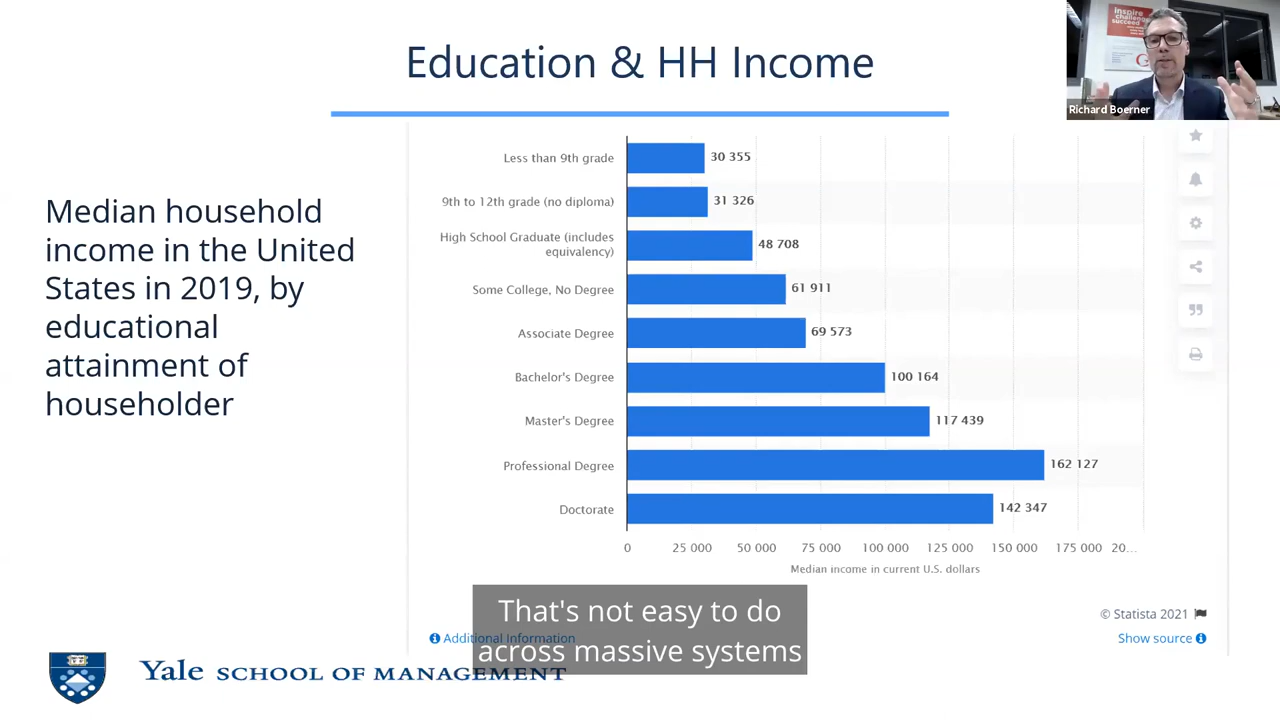 Education & HH Income
inspire
challenge
succeed
Richard Boerner
Median household
income in the United
States in 2019, by
educational
attainment of
householder
Less than 9th grade 30 355
9th to 12th grade (no diploma) 31 326
High School Graduate (includes
equivalency) 48 708
Some College, No Degree 61 911
Associate Degree 69 573
Bachelor's Degree 100 164
Master's Degree 117 439
Professional Degree 162 127
Doctorate 142 347
0 25 000 50 000 75 000 100 000 125 000 150 000 175 000 20...
Median income in current U.S. dollars
© Statista 2021
Additional Information
Show source
That's not easy to do
across massive systems
Yale SCHOOL OF MANAGEMENT